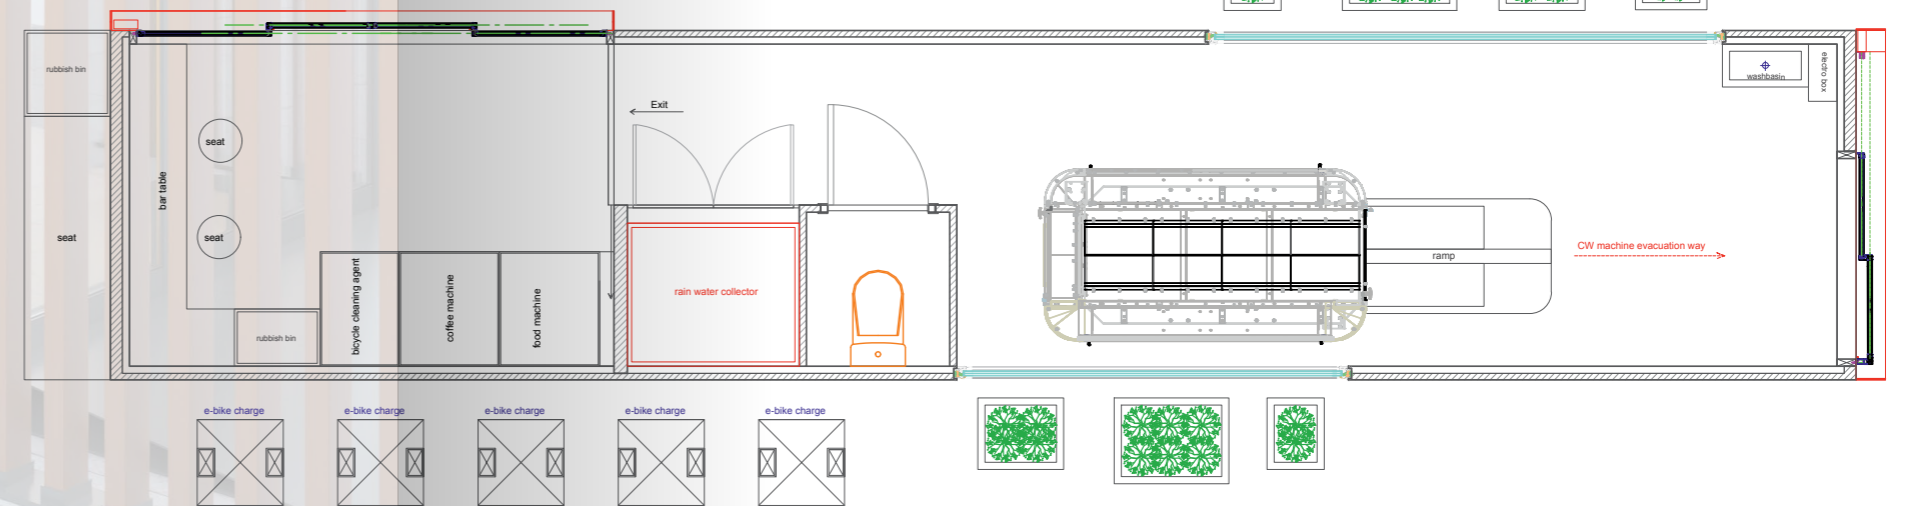 rubbish bin
Exit
washbasin
electro box
seat
bar table
seat
seat
seat
CW machine evacuation way
ramp
bicycle cleaning agent
coffee machine
food machine
rain water collector
rubbish bin
e-bike charge
e-bike charge
e-bike charge
e-bike charge
e-bike charge